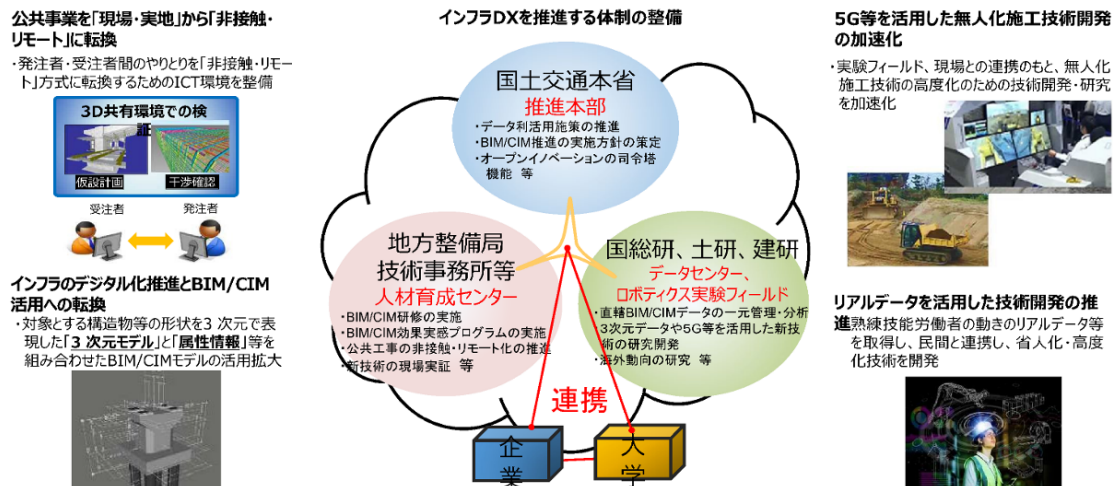 公共事業を「現場・実地」から「非接触・
リモート」に転換
・発注者・受注者間のやりとりを「非接触・リモー
ト」方式に転換するためのICT環境を整備
3D共有環境での検
証
仮設計画
干渉確認
受注者
発注者
インフラのデジタル化推進とBIM/CIM
活用への転換
・対象とする構造物等の形状を3 次元で表
現した「3 次元モデル」と「属性情報」等を
組み合わせたBIM/CIMモデルの活用拡大
インフラDXを推進する体制の整備
国土交通本省
推進本部
・データ利活用施策の推進
・BIM/CIM推進の実施方針の策定
・オープンイノベーションの司令塔
機能 等
地方整備局
技術事務所等
人材育成センター
・BIM/CIM研修の実施
・BIM/CIM効果実感プログラムの実施
・公共工事の非接触・リモート化の推進
・新技術の現場実証 等
国総研、土研、建研
データセンター、
ロボティクス実験フィールド
・直轄BIM/CIMデータの一元管理・分析
・3次元データや5G等を活用した新技
術の研究開発
・海外動向の研究 等
連携
企
業
大
学
5G等を活用した無人化施工技術開発
の加速化
・実験フィールド、現場との連携のもと、無人化
施工技術の高度化のための技術開発・研究
を加速化
リアルデータを活用した技術開発の推
進熟練技能労働者の動きのリアルデータ等
を取得し、民間と連携し、省人化・高度
化技術を開発